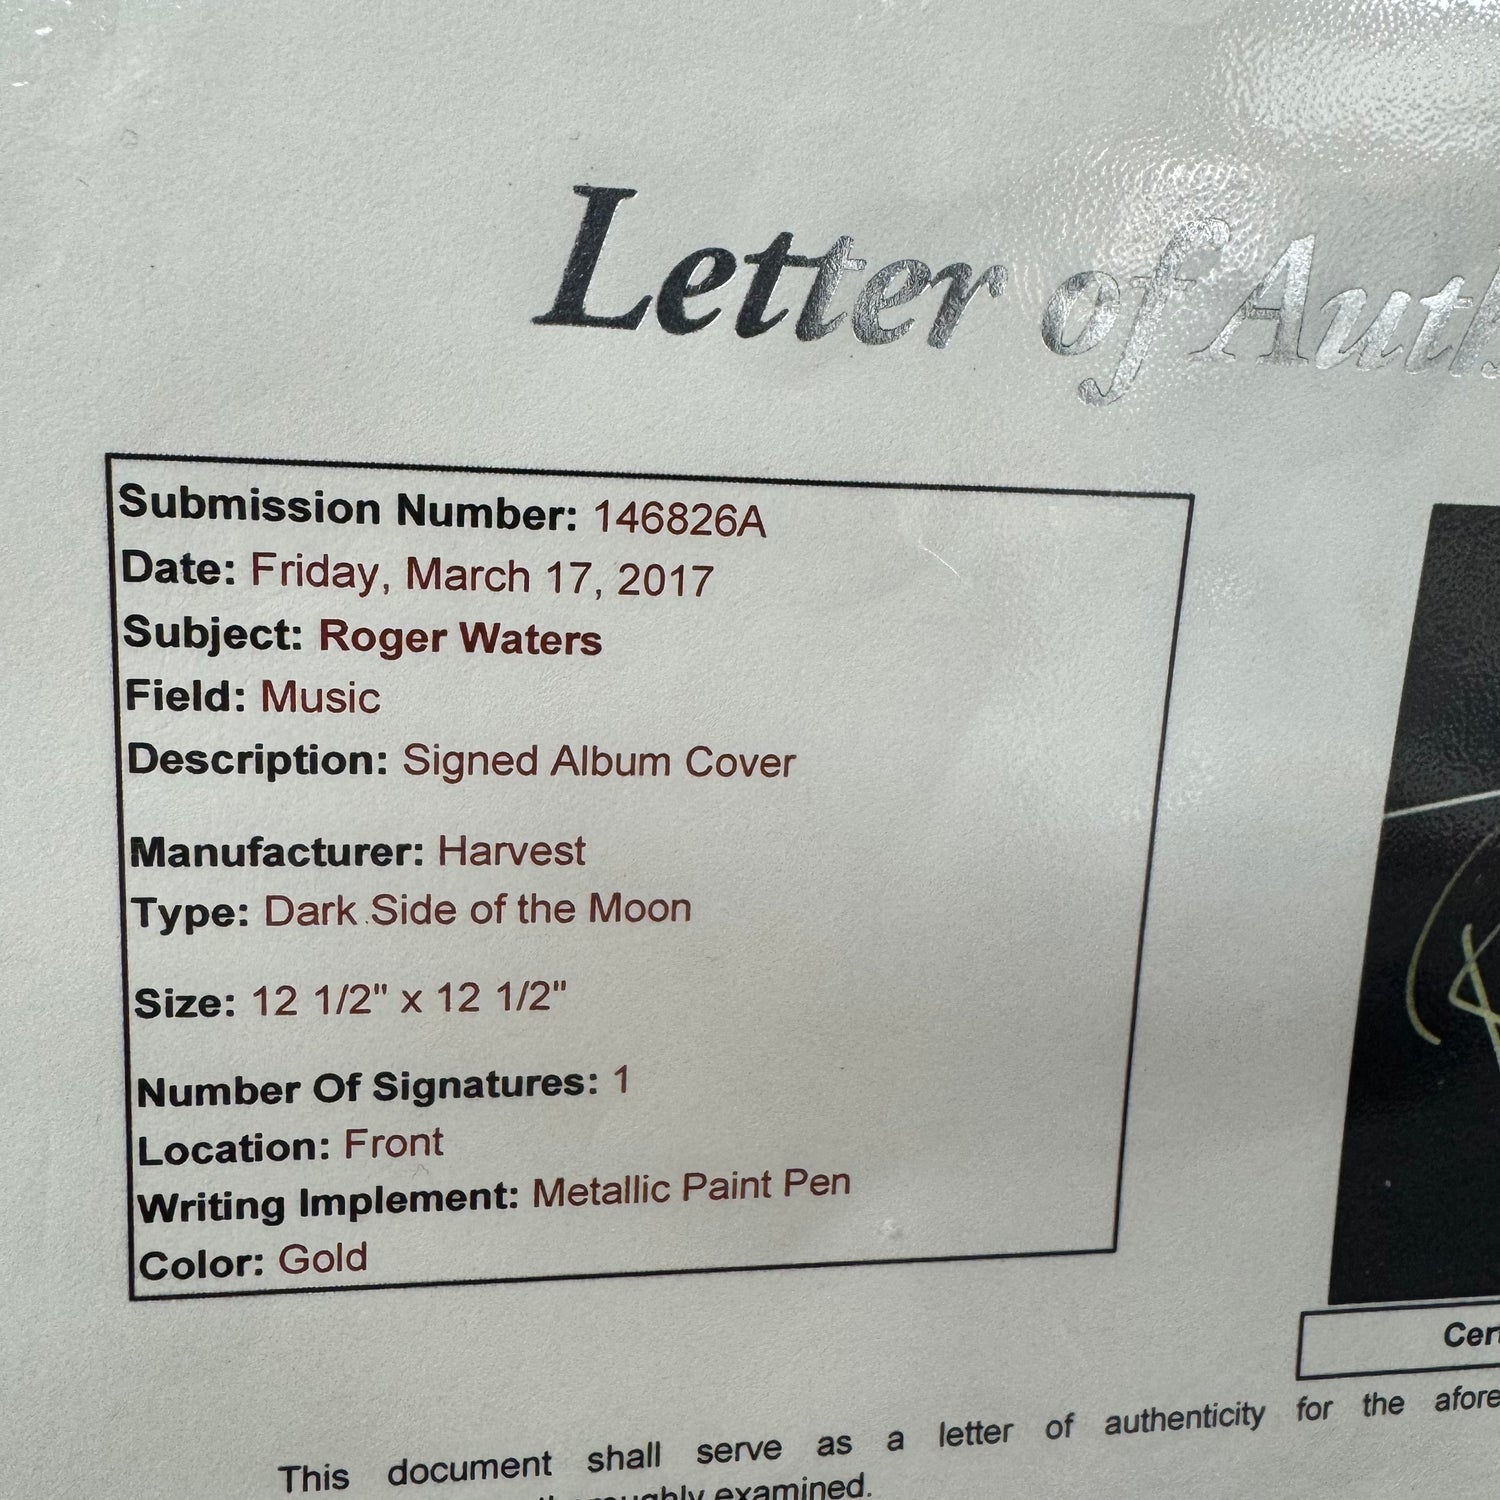 Letter of Auth
Submission Number: 146826A
Date: Friday, March 17, 2017
Subject: Roger Waters
Field: Music
Description: Signed Album Cover
Manufacturer: Harvest
Type: Dark Side of the Moon
Size: 12 1/2" x 12 1/2"
Number Of Signatures: 1
Location: Front
Writing Implement: Metallic Paint Pen
Color: Gold
Cer
This document shall serve as a letter of authenticity for the afore
examined.